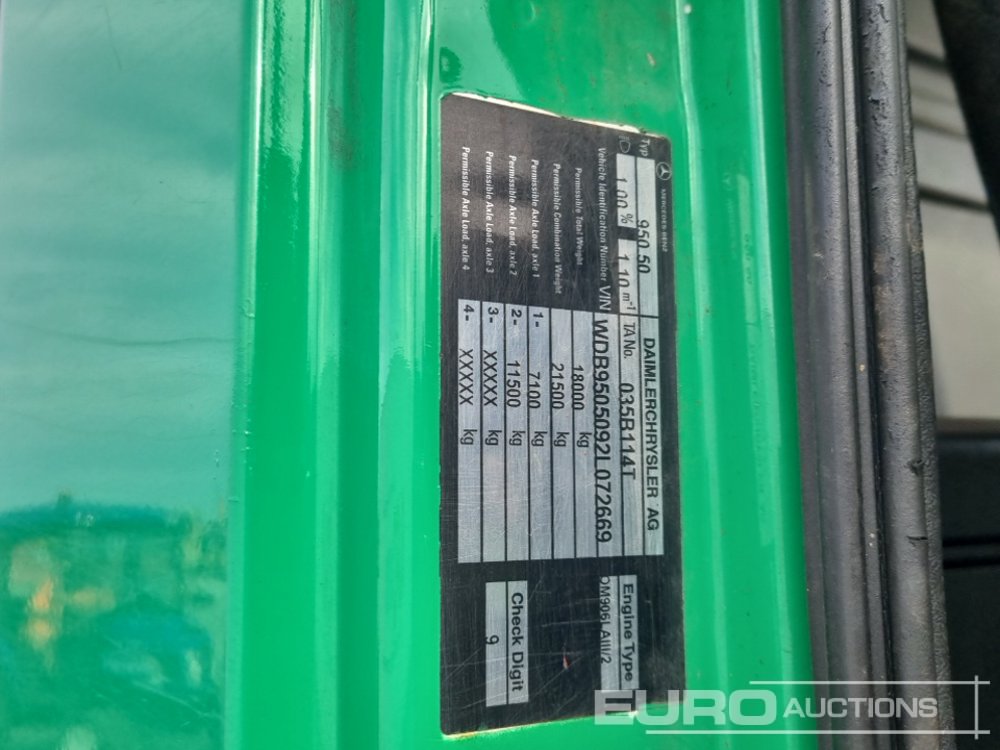 MERCEDES-BENZ DAIMLERCHRYSLER AG
Typ 950.50 TA No. 035B114T Engine Type
1.00 % 1.10 m-1 OM906LAIII/2
Vehicle Identification Number VIN WDB9505092L072669
Permissible Total Weight 18000 kg
Permissible Combination Weight 21500 kg
Permissible Axle Load, axle 1 1- 7100 kg
Permissible Axle Load, axle 2 2- 11500 kg Check Digit
Permissible Axle Load, axle 3 3- XXXXX kg 9
Permissible Axle Load, axle 4 4- XXXXX kg
EURO AUCTIONS